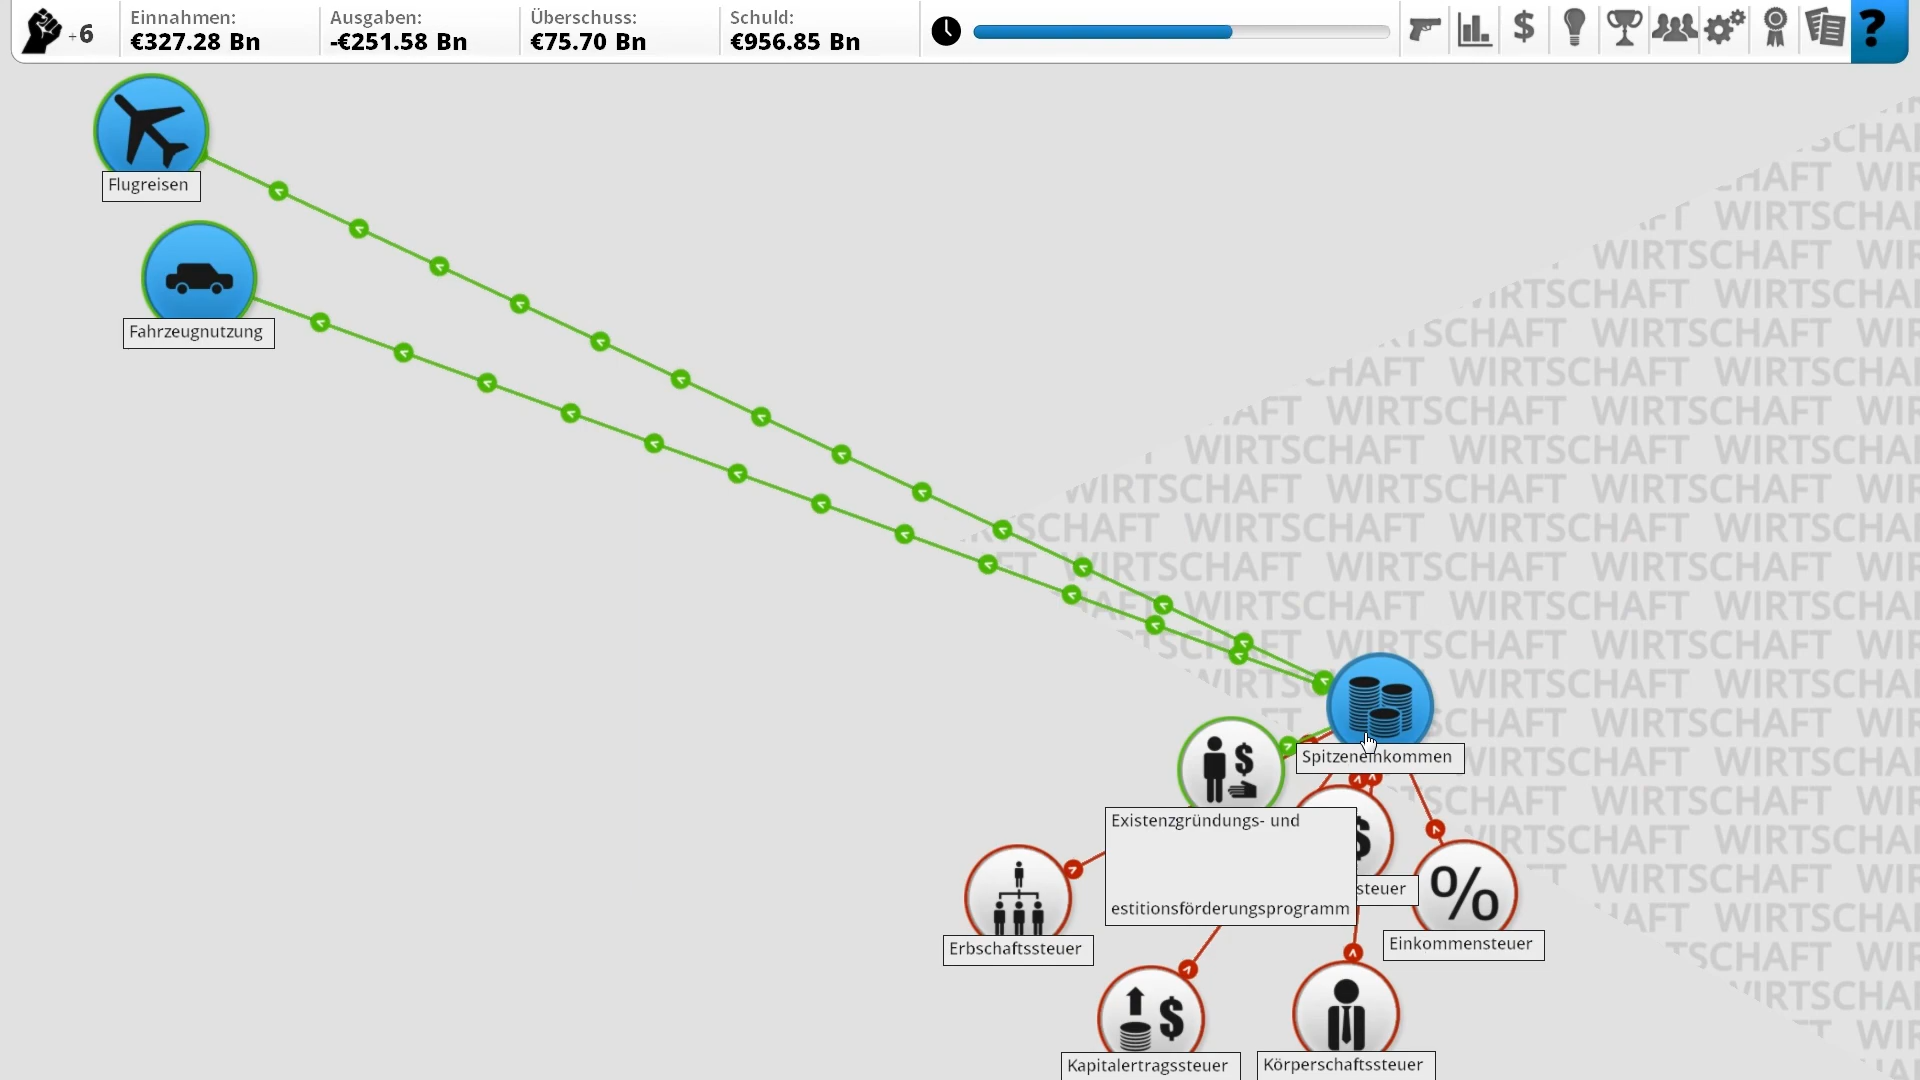 Einnahmen:
€327.28 Bn
Ausgaben:
-€251.58 Bn
Überschuss:
€75.70 Bn
Schuld:
€956.85 Bn
+6
?
Flugreisen
Fahrzeugnutzung
WIRTSCHAFT WIRTSCHAFT WIRTSCHAFT
Spitzeneinkommen
Existenzgründungs- und
estitionsförderungsprogramm
steuer
Einkommensteuer
Erbschaftssteuer
Kapitalertragssteuer
Körperschaftssteuer